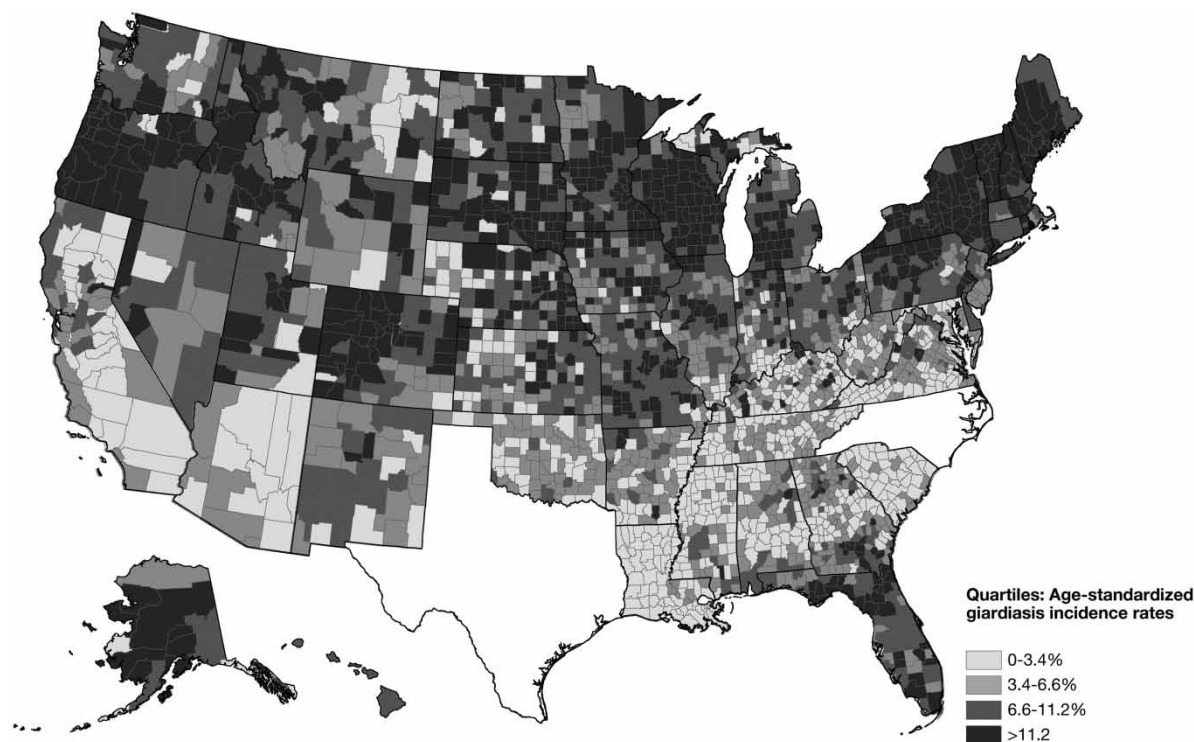 Quartiles: Age-standardized
giardiasis incidence rates
0-3.4%
3.4-6.6%
6.6-11.2%
>11.2